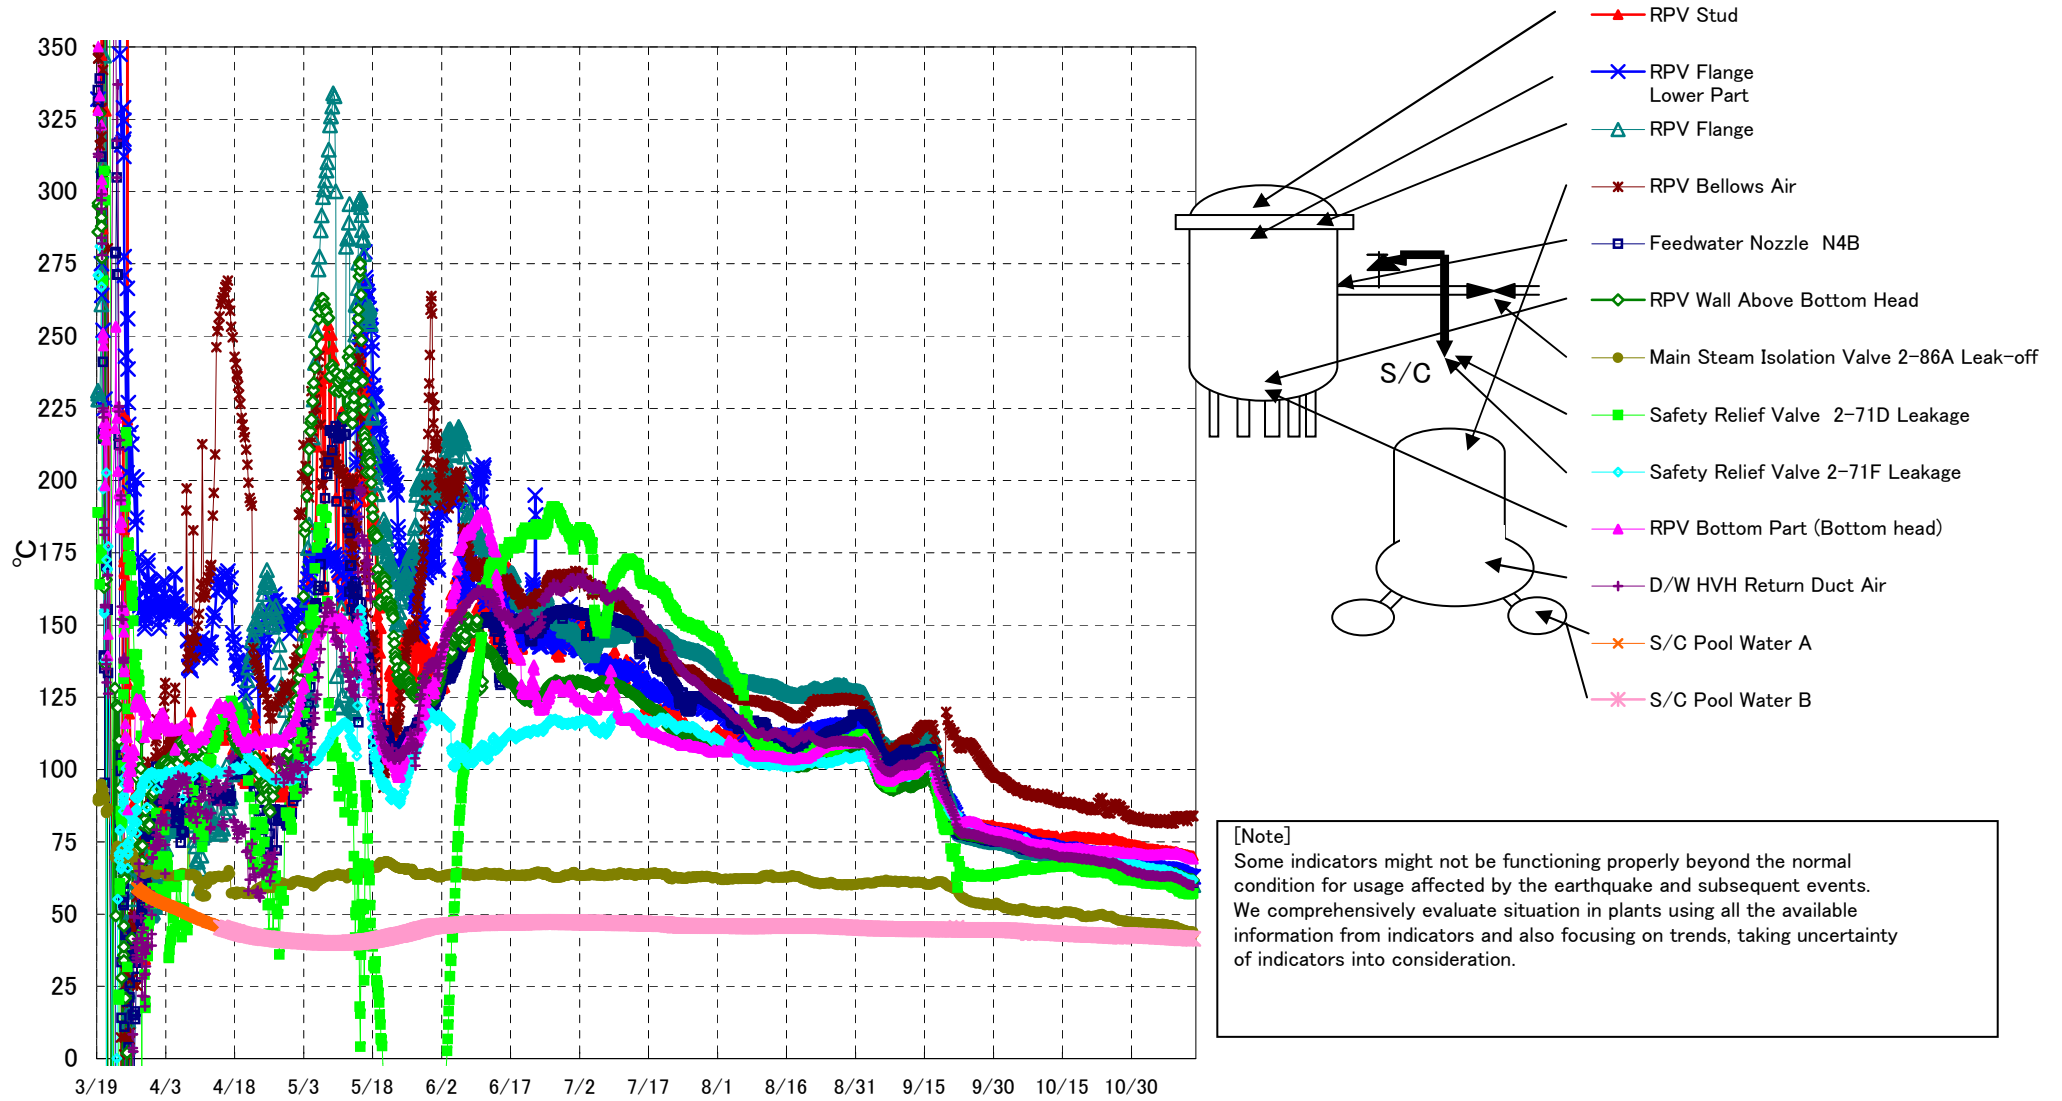 350
325
300
275
250
225
200
175
150
125
100
75
50
25
0
℃
3/19 4/3 4/18 5/3 5/18 6/2 6/17 7/2 7/17 8/1 8/16 8/31 9/15 9/30 10/15 10/30
RPV Stud
RPV Flange
Lower Part
RPV Flange
RPV Bellows Air
Feedwater Nozzle N4B
RPV Wall Above Bottom Head
Main Steam Isolation Valve 2-86A Leak-off
Safety Relief Valve 2-71D Leakage
Safety Relief Valve 2-71F Leakage
RPV Bottom Part (Bottom head)
D/W HVH Return Duct Air
S/C Pool Water A
S/C Pool Water B
S/C
[Note]
Some indicators might not be functioning properly beyond the normal
condition for usage affected by the earthquake and subsequent events.
We comprehensively evaluate situation in plants using all the available
information from indicators and also focusing on trends, taking uncertainty
of indicators into consideration.